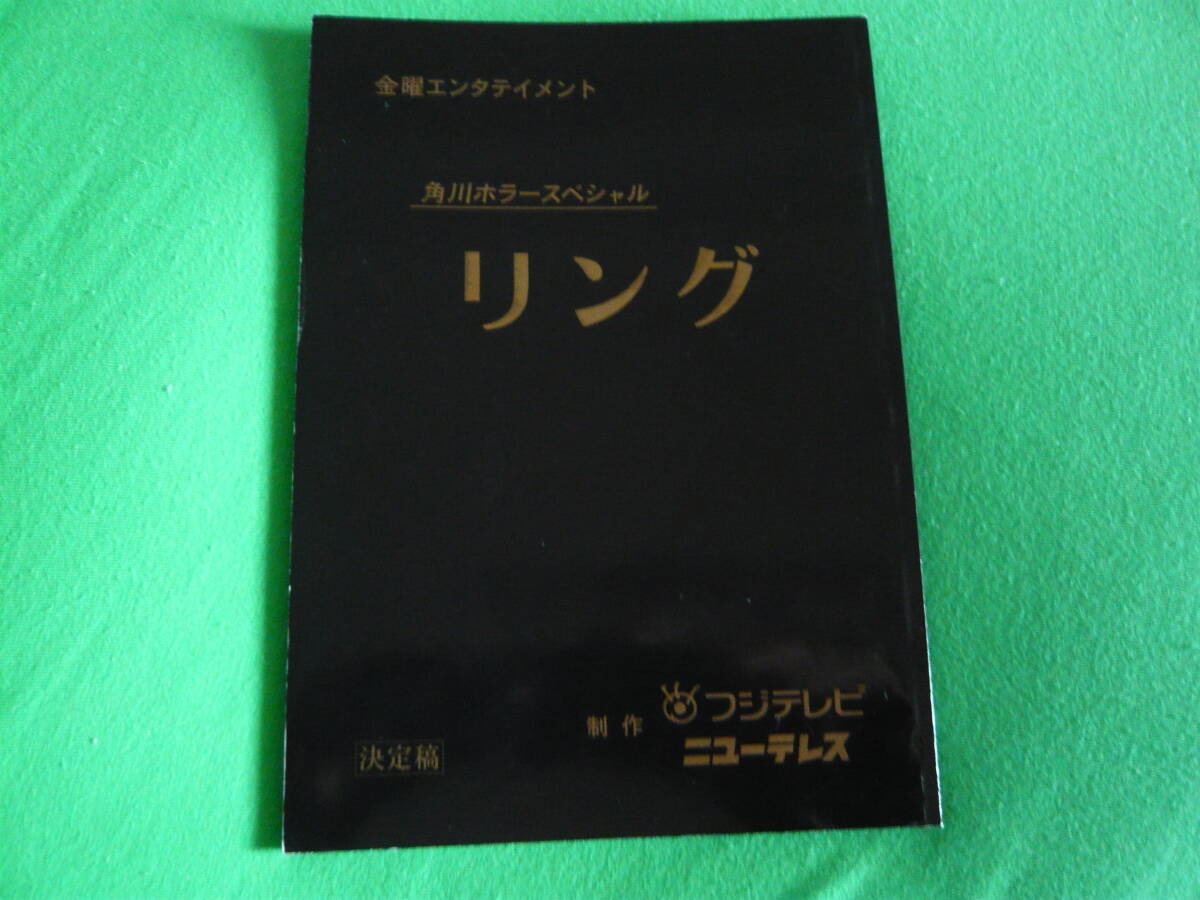 金曜エンタテイメント
角川ホラースペシャル
リング
制作 フジテレビ
ニューテレス
決定稿